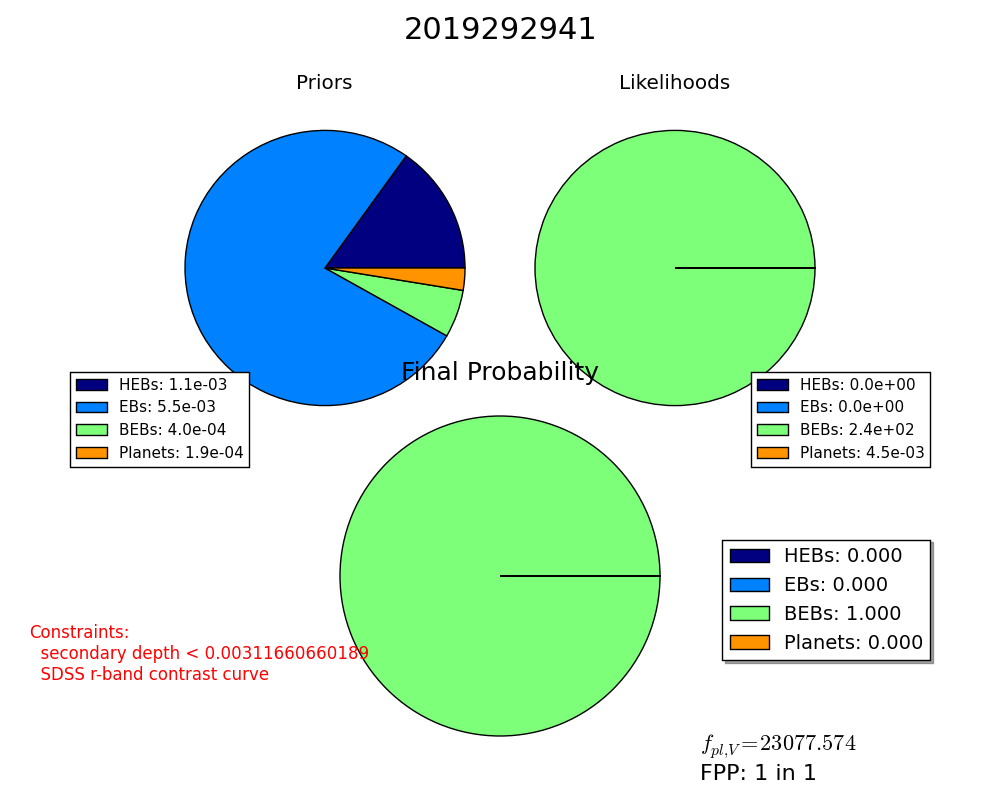 2019292941
Priors
Likelihoods
HEBs: 1.1e-03
EBs: 5.5e-03
BEBs: 4.0e-04
Planets: 1.9e-04
HEBs: 0.0e+00
EBs: 0.0e+00
BEBs: 2.4e+02
Planets: 4.5e-03
Final Probability
HEBs: 0.000
EBs: 0.000
BEBs: 1.000
Planets: 0.000
Constraints:
secondary depth < 0.00311660660189
SDSS r-band contrast curve
f_{pl,V} = 23077.574
FPP: 1 in 1